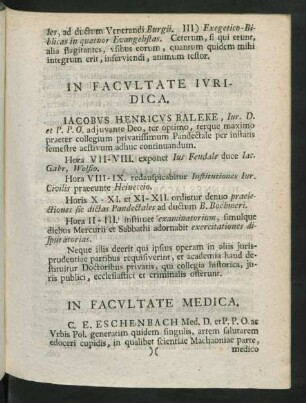 ler, ad ductum Venerandi Burgii. III) Exegetico-Bi-
blicas in quatuor Evangelistas. Ceterum, si qui erunt,
alia flagitantes, usibus eorum, quantum quidem mihi
integrum erit, inserviendi, animum testor.
IN FACVLTATE IVRI-
DICA.
IACOBVS HENRICVS BALEKE, Iur. D.
et P. P. O. adjuvante Deo, ter optimo, terque maximo
praeter collegium privatissimum Pandectale per instans
semestre aestivum adhuc continuandum.
Hora VII-VIII. exponet Ius Feudale duce Iac.
Gabr. Wolfio.
Hora VIII-IX. redauspicabitur Institutiones Iur.
Civilis praeeunte Heineccio.
Horis X - XI. et XI - XII. ordietur denuo praele-
ctiones sic dictas Pandectales ad ductum B. Boehmeri.
Hora II - III. instituet examinatorium, simulque
diebus Mercurii et Sabbathi adornabit exercitationes di-
sputatorias.
Neque illis deerit qui ipsius operam in aliis juris-
prudentiae partibus requisiverint, et academia haud de-
stituitur Doctoribus privatis, qui collegia historica, ju-
ris publici, ecclesiastici et criminalis offerunt.
IN FACVLTATE MEDICA.
C. E. ESCHENBACH Med. D. et P. P. O. ac
Vrbis Pol. generatim quidem singulis, artem salutarem
edoceri cupidis, in qualibet scientiae Machaoniae parte,
)( medico